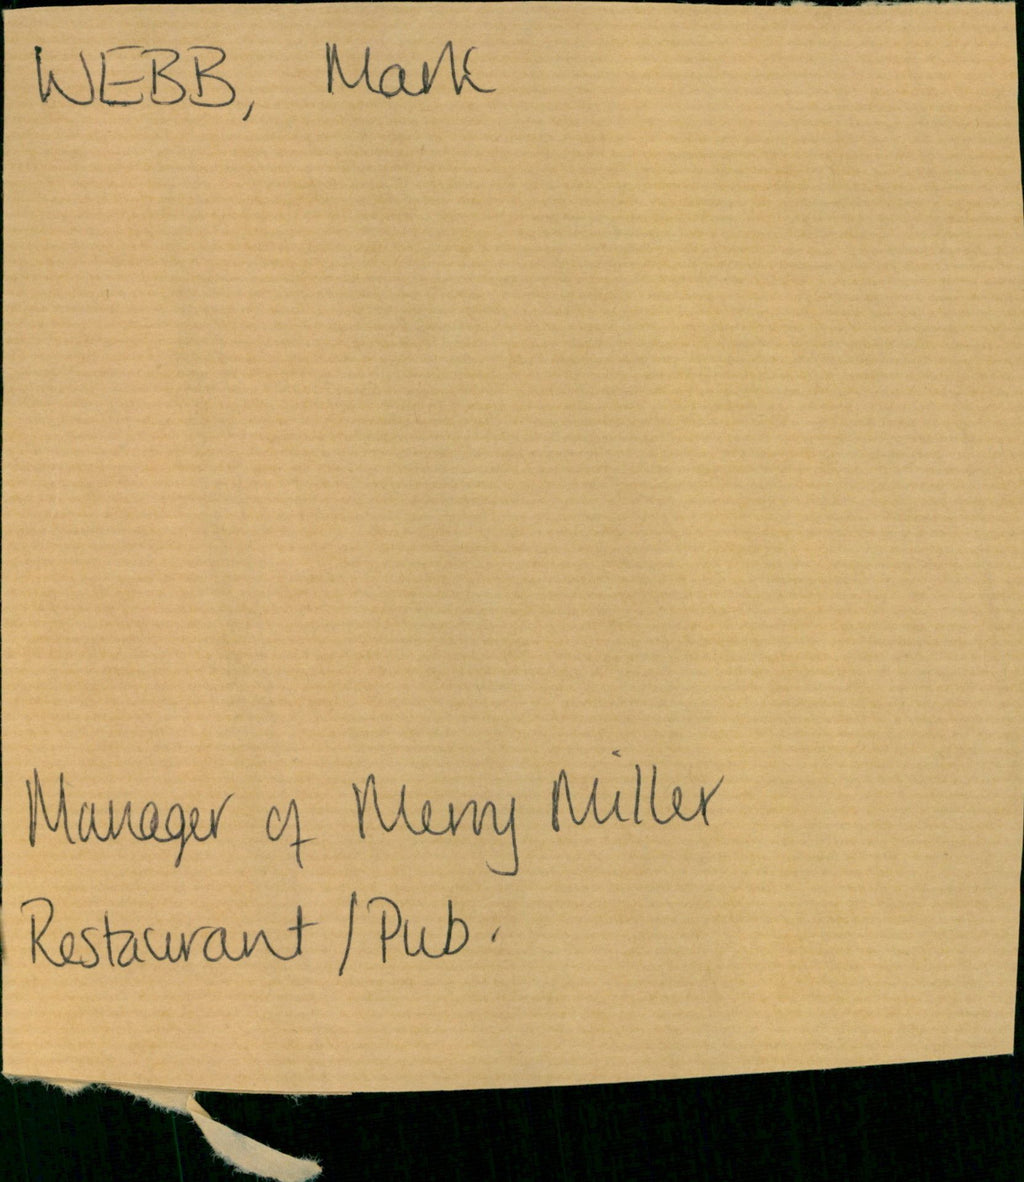 WEBB, Mark
Manager of Merry Miller
Restaurant / Pub.